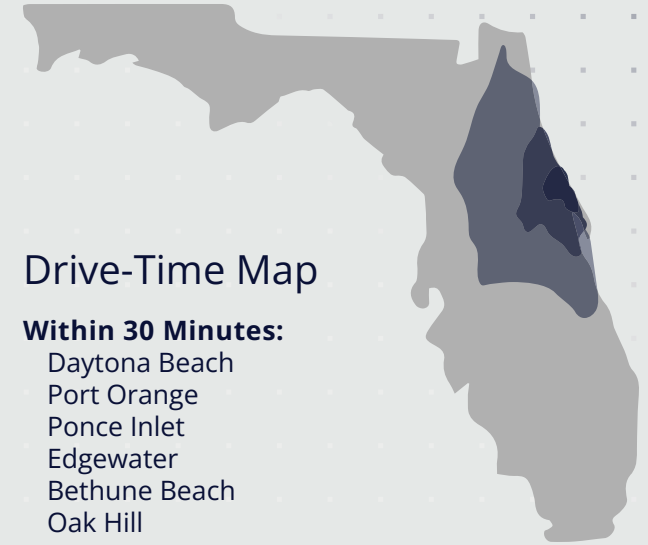 Drive-Time Map
Within 30 Minutes:
Daytona Beach
Port Orange
Ponce Inlet
Edgewater
Bethune Beach
Oak Hill